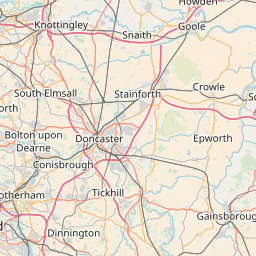 Howden
Knottingley
Goole
Snaith
South Elmsall
Stainforth
Crowle
Bolton upon
Dearne
Doncaster
Epworth
Conisbrough
Tickhill
Gainsboroug
Dinnington